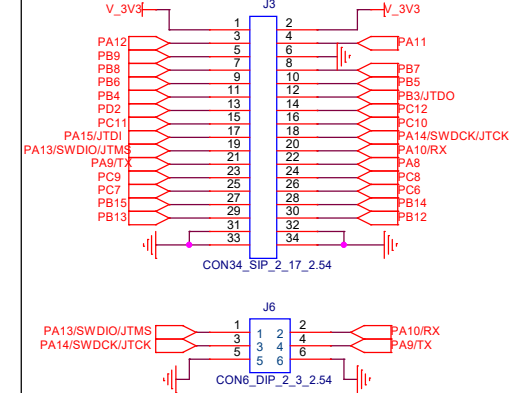 J3
V_3V3 V_3V3
1 2
PA12 3 4 PA11
PB9 5 6
PB8 7 8 PB7
PB6 9 10 PB5
PB4 11 12 PB3/JTDO
PD2 13 14 PC12
PC11 15 16 PC10
PA15/JTDI 17 18 PA14/SWDCK/JTCK
PA13/SWDIO/JTMS 19 20 PA10/RX
PA9/TX 21 22 PA8
PC9 23 24 PC8
PC7 25 26 PC6
PB15 27 28 PB14
PB13 29 30 PB12
31 32
33 34
CON34_SIP_2_17_2.54
J6
PA13/SWDIO/JTMS 1 1 2 2 PA10/RX
PA14/SWDCK/JTCK 3 3 4 4 PA9/TX
5 5 6 6
CON6_DIP_2_3_2.54